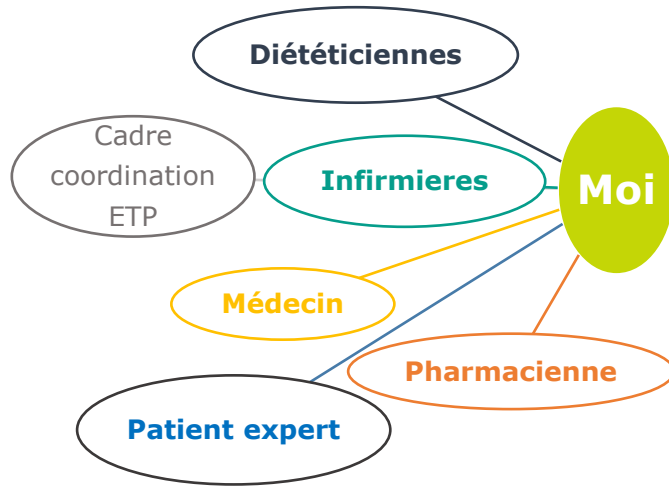 Diététiciennes
Cadre
coordination
ETP
Infirmieres
Moi
Médecin
Pharmacienne
Patient expert